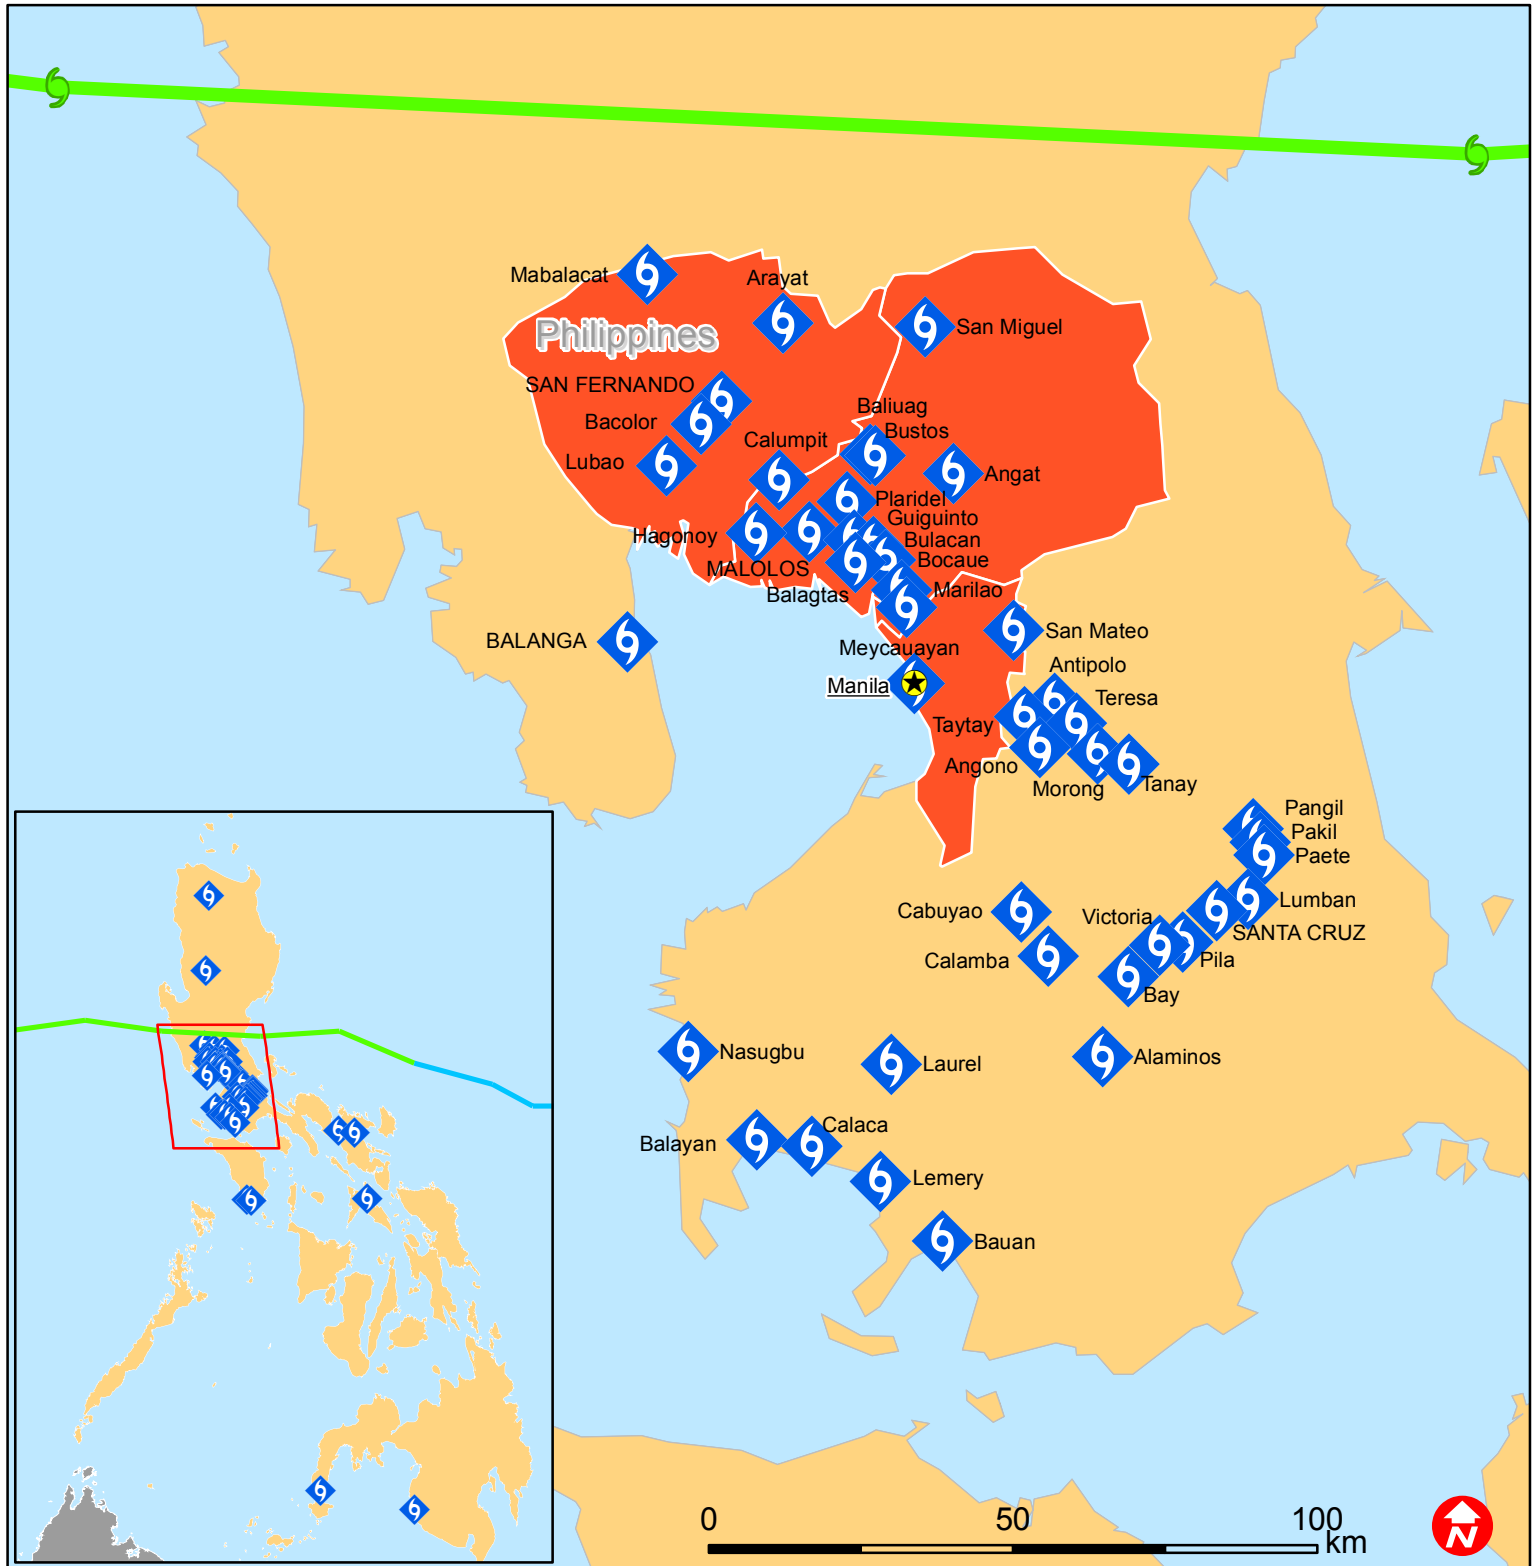 Mabalacat
Arayat
San Miguel
Philippines
SAN FERNANDO
Bacolor
Baliuag
Bustos
Calumpit
Lubao
Angat
Plaridel
Guiguinto
Hagonoy
Bulacan
Bocaue
MALOLOS
Balagtas
Marilao
San Mateo
BALANGA
Meycauayan
Antipolo
Manila
Teresa
Taytay
Angono
Morong
Tanay
Pangil
Pakil
Paete
Lumban
Cabuyao
Victoria
SANTA CRUZ
Calamba
Pila
Bay
Nasugbu
Laurel
Alaminos
Calaca
Balayan
Lemery
Bauan
0 50 100
km
N